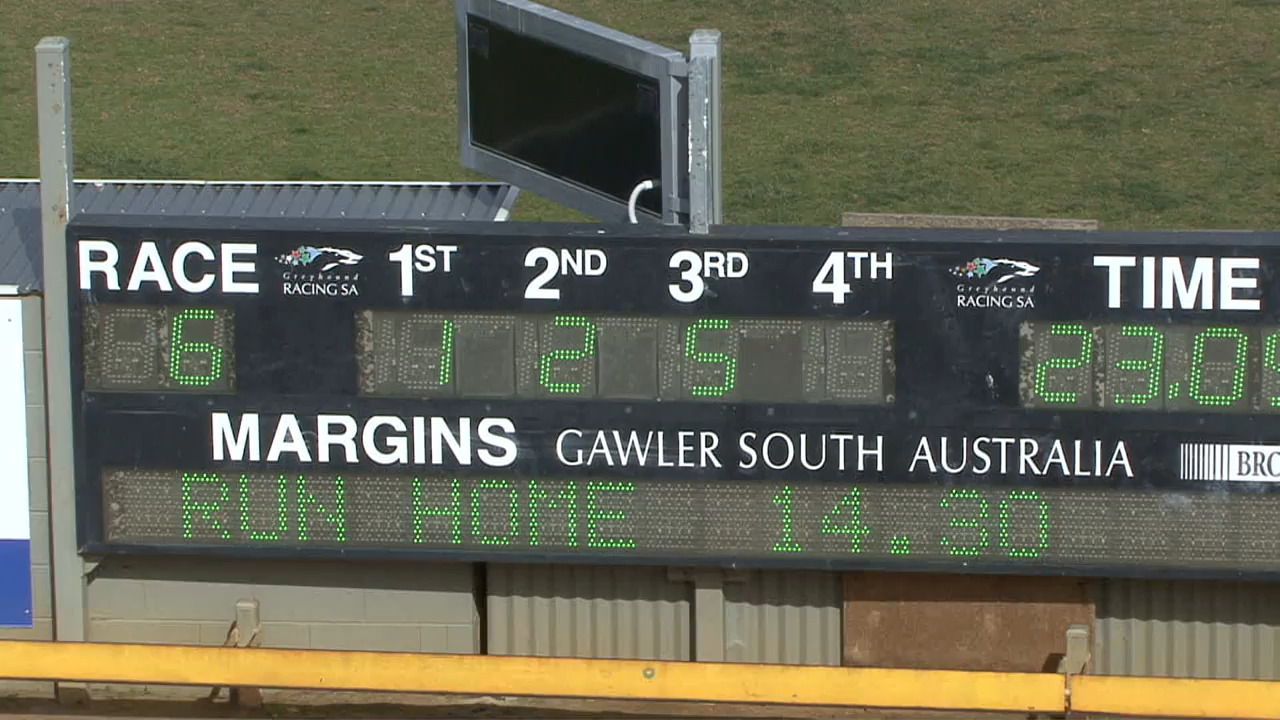 RACE Greyhound RACING SA 1ST 2ND 3RD 4TH Greyhound RACING SA TIME
6 1 2 5 23.0
MARGINS GAWLER SOUTH AUSTRALIA
RUN HOME 14.30